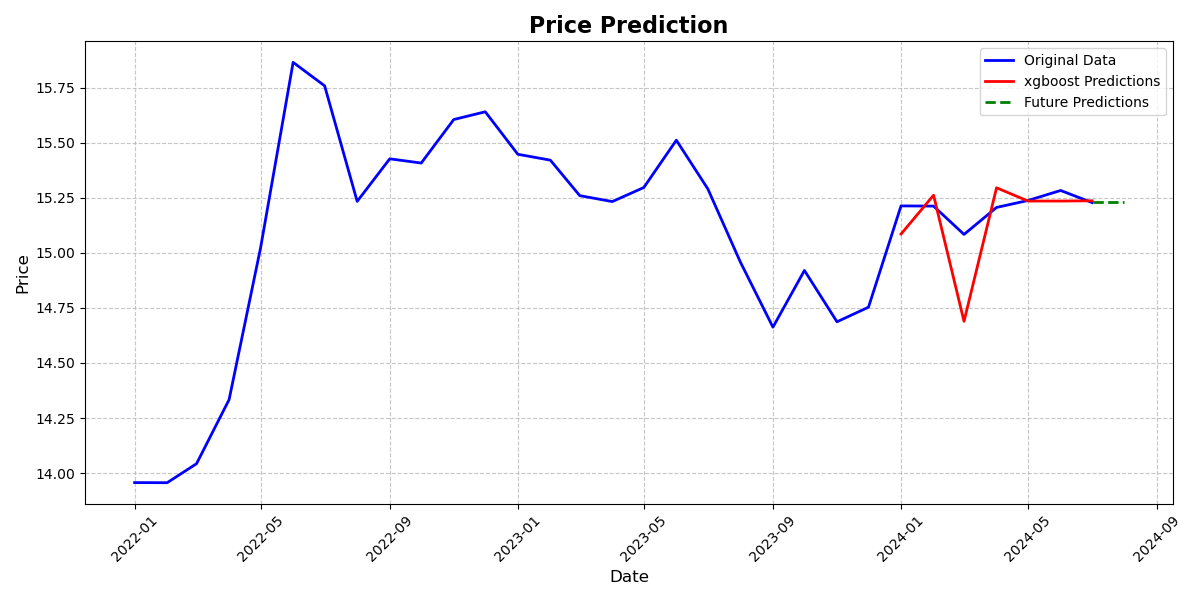 Price Prediction
Original Data
xgboost Predictions
Future Predictions
Price
15.75
15.50
15.25
15.00
14.75
14.50
14.25
14.00
2022-01
2022-05
2022-09
2023-01
2023-05
2023-09
2024-01
2024-05
2024-09
Date